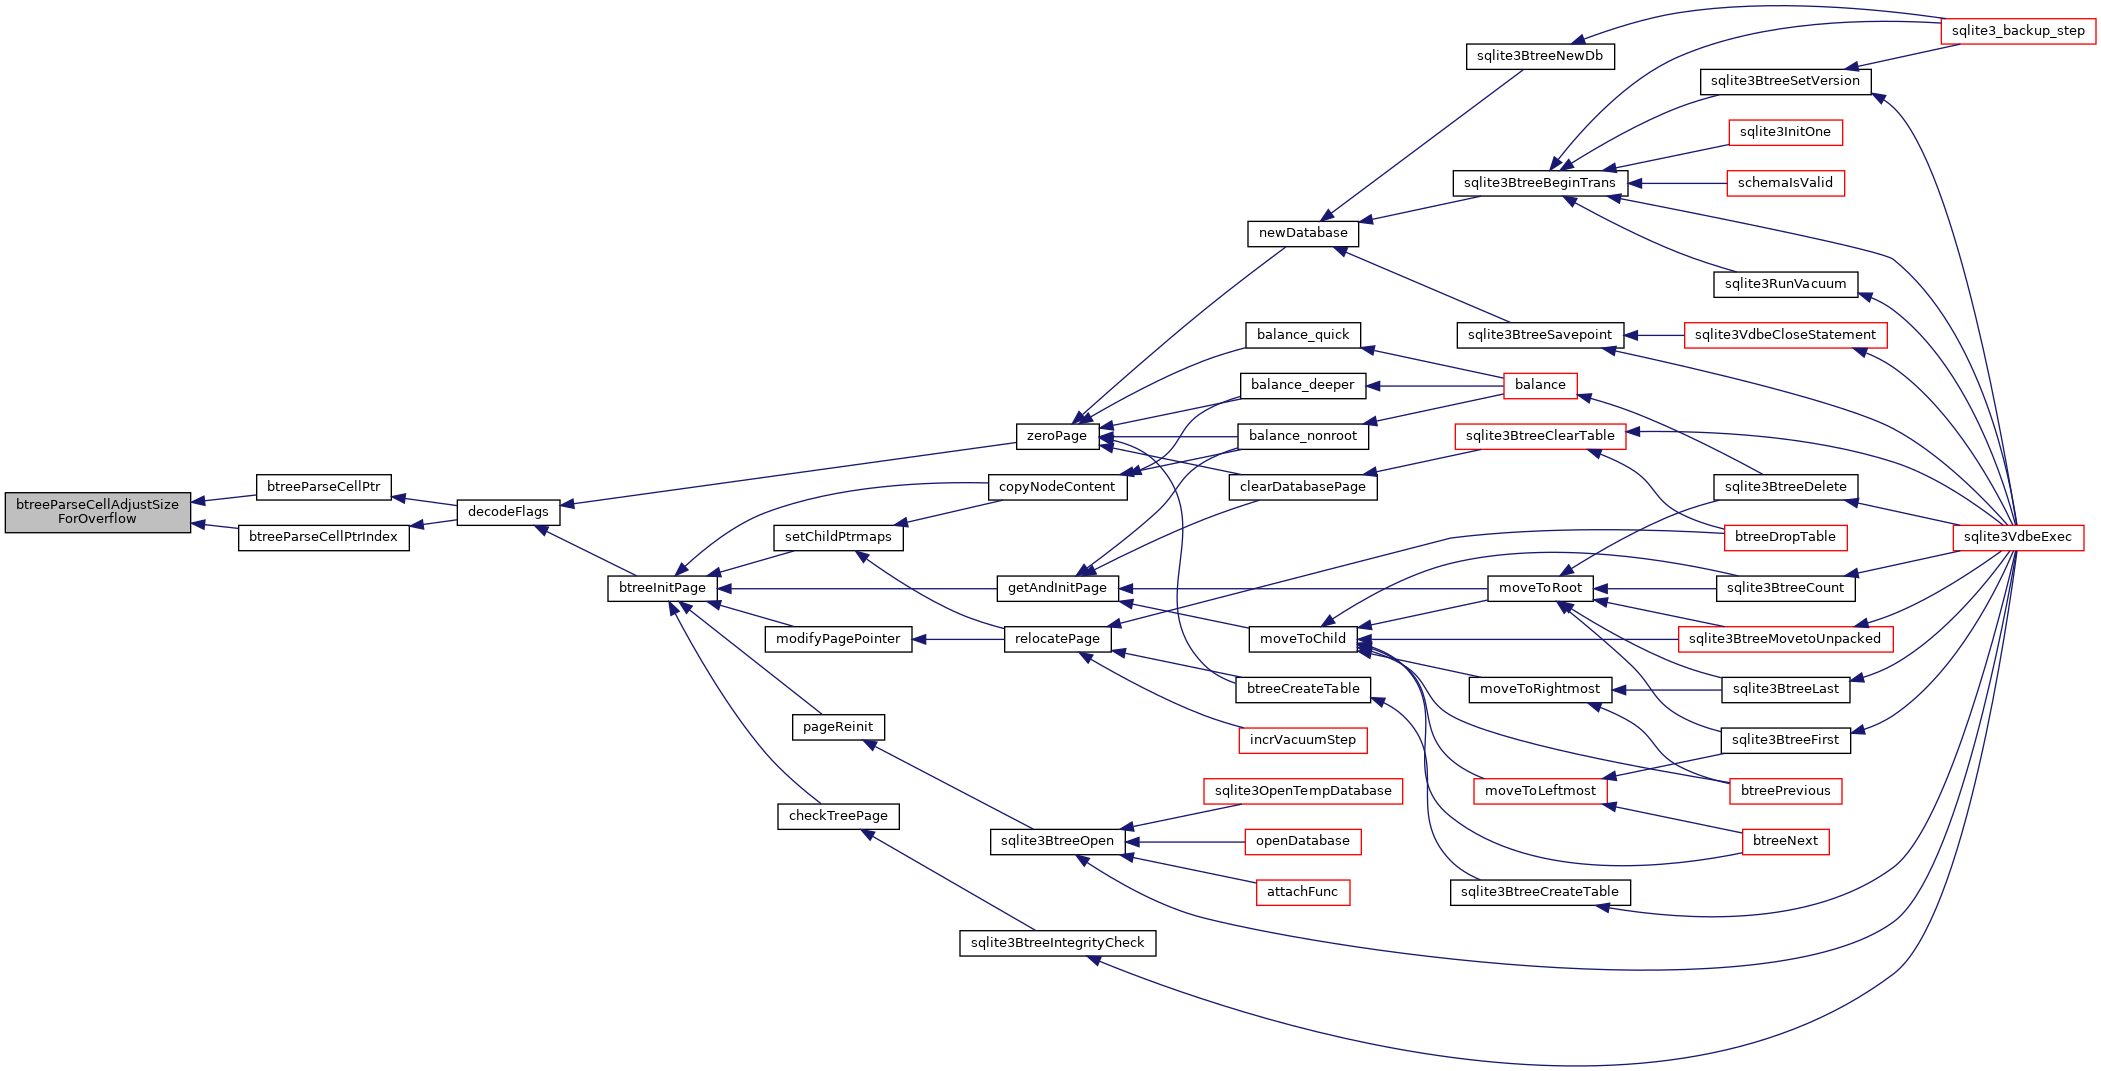 sqlite3_backup_step
sqlite3BtreeNewDb
sqlite3BtreeSetVersion
sqlite3InitOne
sqlite3BtreeBeginTrans
schemaIsValid
newDatabase
sqlite3RunVacuum
balance_quick
sqlite3BtreeSavepoint
sqlite3VdbeCloseStatement
balance_deeper
balance
zeroPage
balance_nonroot
sqlite3BtreeClearTable
btreeParseCellPtr
copyNodeContent
clearDatabasePage
sqlite3BtreeDelete
btreeParseCellAdjustSize
ForOverflow
decodeFlags
btreeParseCellPtrIndex
setChildPtrmaps
btreeDropTable
sqlite3VdbeExec
btreeInitPage
getAndInitPage
moveToRoot
sqlite3BtreeCount
modifyPagePointer
relocatePage
moveToChild
sqlite3BtreeMovetoUnpacked
btreeCreateTable
moveToRightmost
sqlite3BtreeLast
pageReinit
incrVacuumStep
sqlite3BtreeFirst
sqlite3OpenTempDatabase
moveToLeftmost
btreePrevious
checkTreePage
sqlite3BtreeOpen
openDatabase
btreeNext
attachFunc
sqlite3BtreeCreateTable
sqlite3BtreeIntegrityCheck